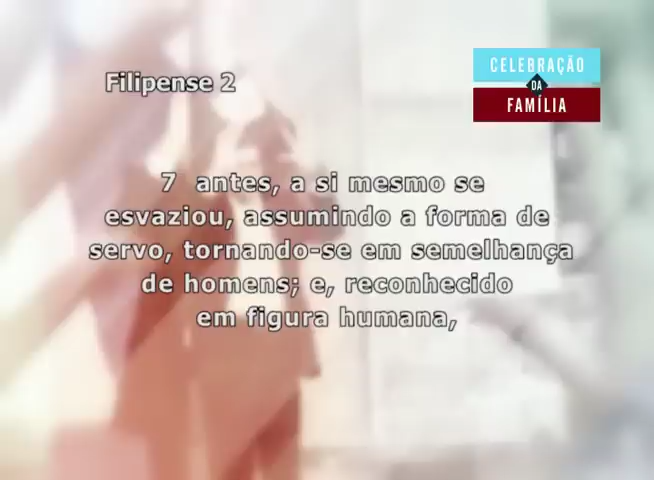 Filipense 2
CELEBRAÇÃO
DA
FAMÍLIA
7 antes, a si mesmo se
esvaziou, assumindo a forma de
servo, tornando-se em semelhança
de homens; e, reconhecido
em figura humana,